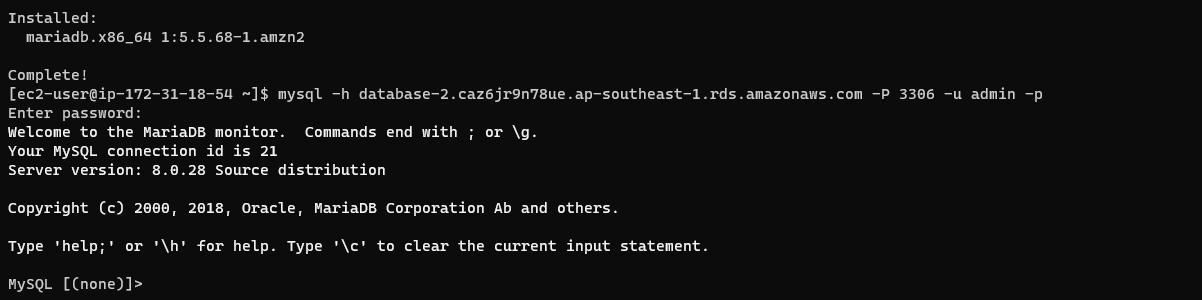 Installed:
  mariadb.x86_64 1:5.5.68-1.amzn2

Complete!
[ec2-user@ip-172-31-18-54 ~]$ mysql -h database-2.caz6jr9n78ue.ap-southeast-1.rds.amazonaws.com -P 3306 -u admin -p
Enter password:
Welcome to the MariaDB monitor.  Commands end with ; or \g.
Your MySQL connection id is 21
Server version: 8.0.28 Source distribution

Copyright (c) 2000, 2018, Oracle, MariaDB Corporation Ab and others.

Type 'help;' or '\h' for help. Type '\c' to clear the current input statement.

MySQL [(none)]>